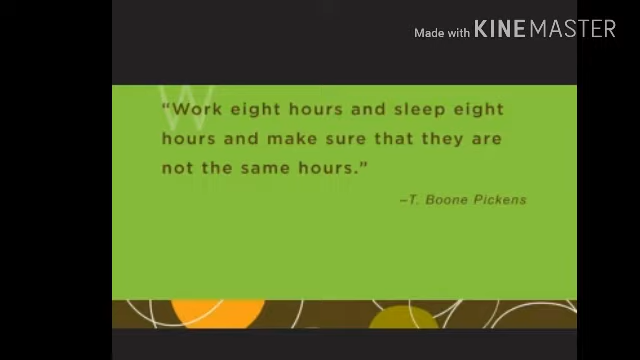 Made with KINEMASTER
“Work eight hours and sleep eight
hours and make sure that they are
not the same hours.”
–T. Boone Pickens